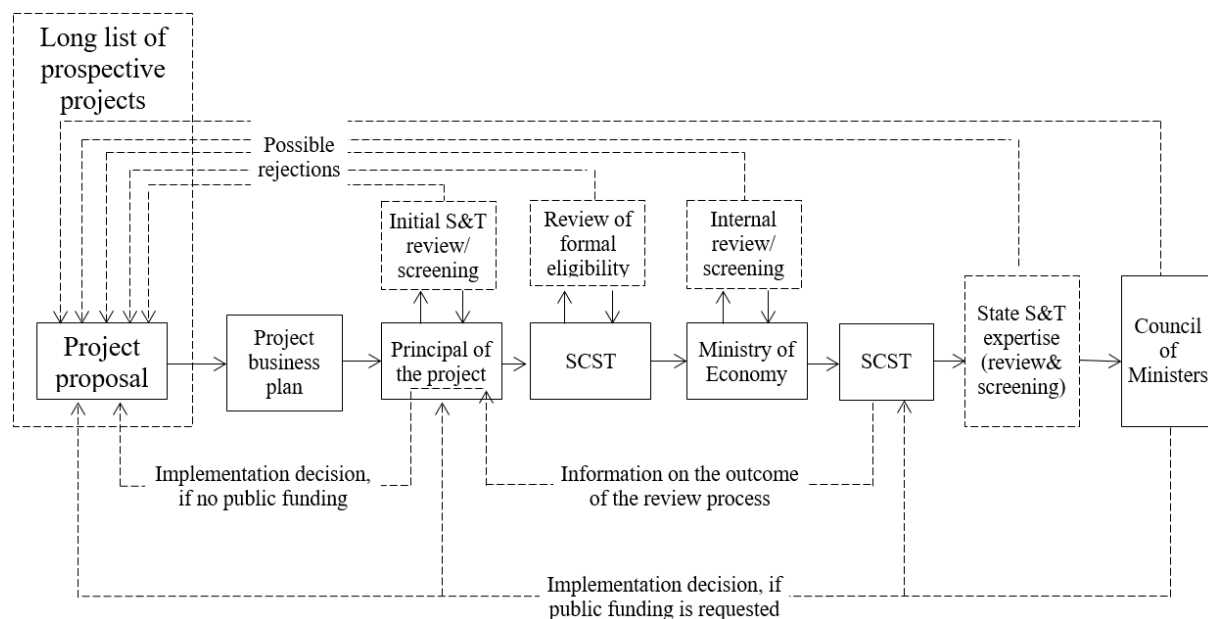 Long list of
prospective
projects
Possible
rejections
Initial S&T
review/
screening
Review of
formal
eligibility
Internal
review/
screening
Project
proposal
Project
business
plan
Principal of
the project
SCST
Ministry of
Economy
SCST
State S&T
expertise
(review&
screening)
Council
of
Ministers
Implementation decision,
if no public funding
Information on the outcome
of the review process
Implementation decision, if
public funding is requested